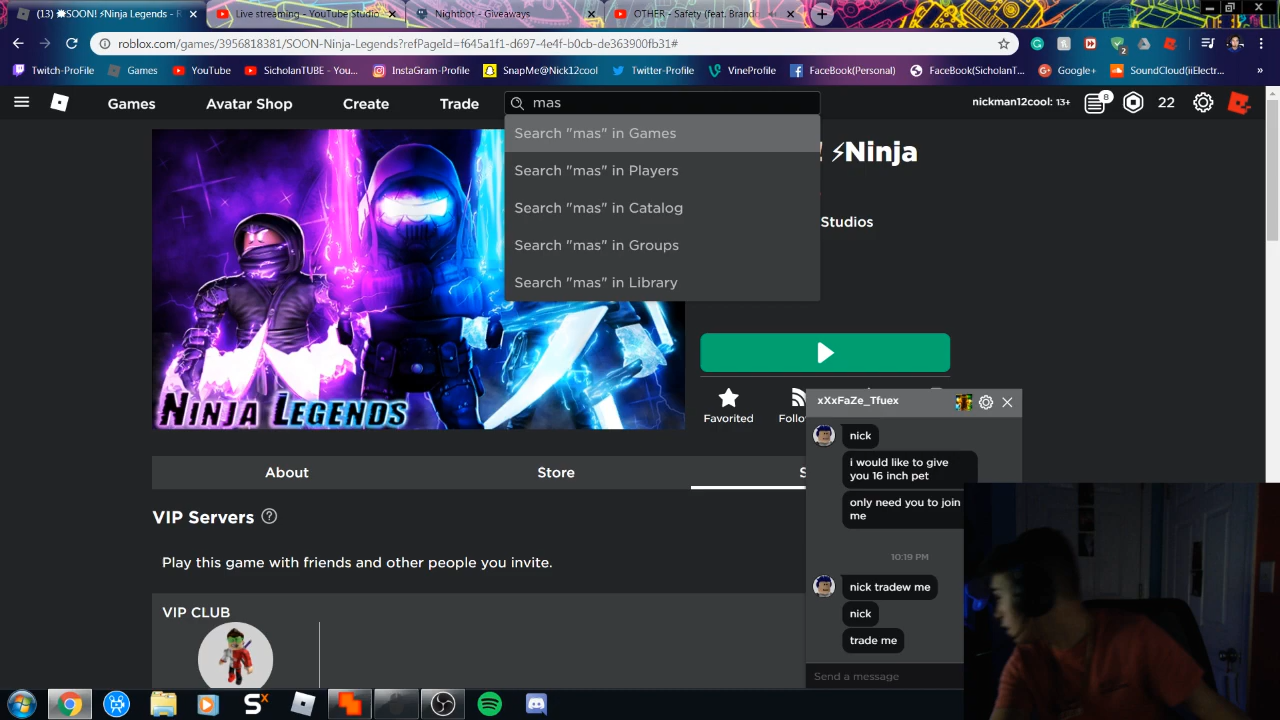 (13) ✸SOON! ⚡Ninja Legends - R
Live streaming - YouTube Studio
Nightbot - Giveaways
OTHER - Safety (feat. Brando
roblox.com/games/3956818381/SOON-Ninja-Legends?refPageId=f645a1f1-d697-4e4f-b0cb-de363900fb31#
Twitch-ProFile
Games
YouTube
SicholanTUBE - You...
InstaGram-Profile
SnapMe@Nick12cool
Twitter-Profile
VineProfile
FaceBook(Personal)
FaceBook(SicholanT...
Google+
SoundCloud(iiElectr...
»
Games
Avatar Shop
Create
Trade
mas
nickman12cool: 13+
8
22
Search "mas" in Games
Search "mas" in Players
Search "mas" in Catalog
Search "mas" in Groups
Search "mas" in Library
! ⚡Ninja
Studios
NINJA LEGENDS
Favorited
Follo
About
Store
S
VIP Servers
Play this game with friends and other people you invite.
VIP CLUB
xXxFaZe_Tfuex
nick
i would like to give
you 16 inch pet
only need you to join
me
10:19 PM
nick tradew me
nick
trade me
Send a message